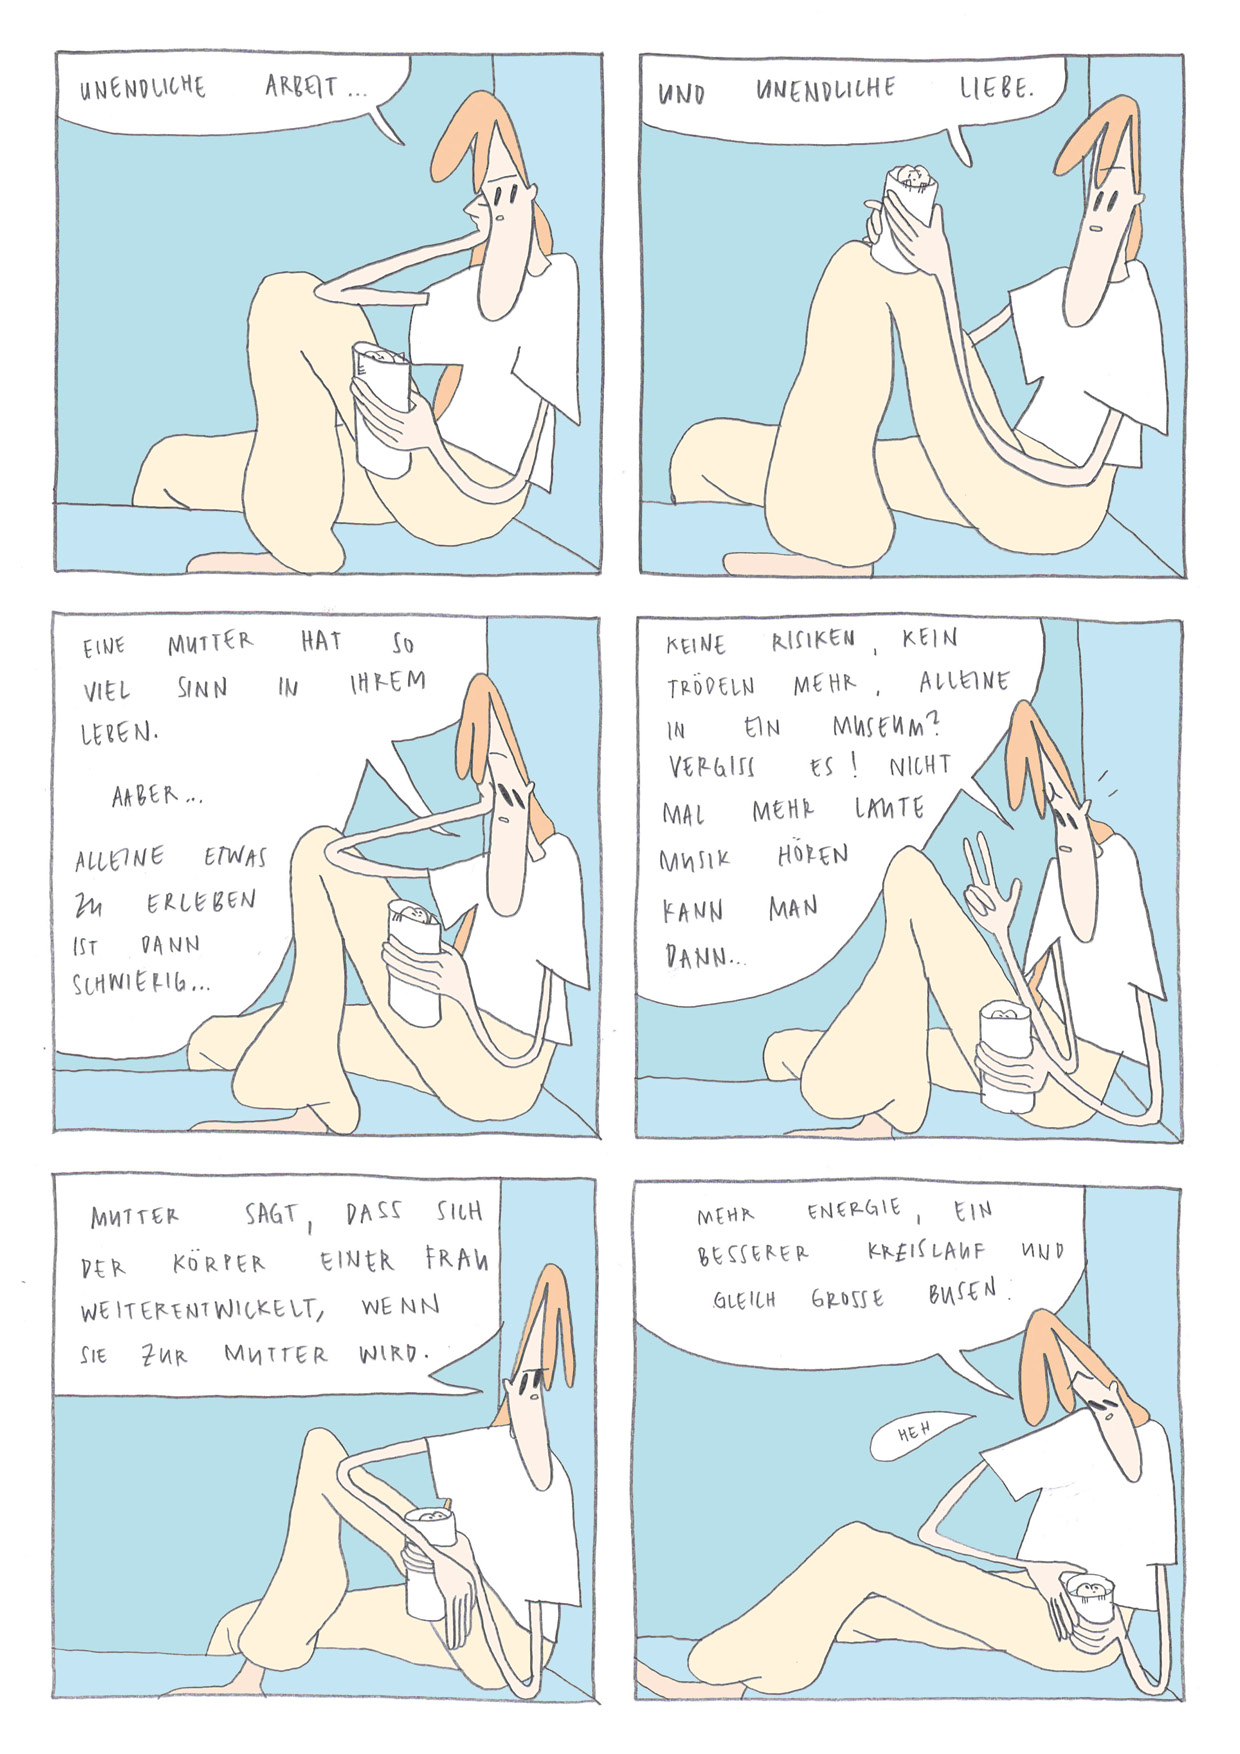 UNENDLICHE ARBEIT...
UND UNENDLICHE LIEBE.
EINE MUTTER HAT SO
VIEL SINN IN IHREM
LEBEN.
AABER...
ALLEINE ETWAS
ZU ERLEBEN
IST DANN
SCHWIERIG...
KEINE RISIKEN, KEIN
TRÖDELN MEHR, ALLEINE
IN EIN MUSEUM?
VERGISS ES! NICHT
MAL MEHR LAUTE
MUSIK HÖREN
KANN MAN
DANN...
MUTTER SAGT, DASS SICH
DER KÖRPER EINER FRAU
WEITERENTWICKELT, WENN
SIE ZUR MUTTER WIRD.
MEHR ENERGIE, EIN
BESSERER KREISLAUF UND
GLEICH GROSSE BUSEN.
HEH